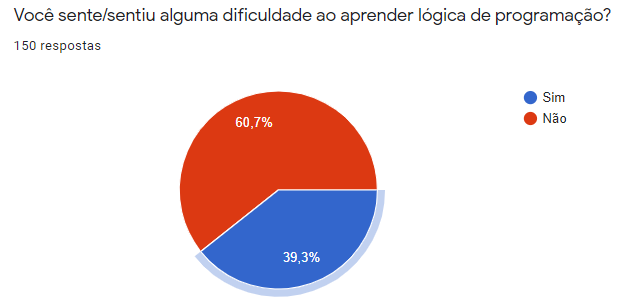 Você sente/sentiu alguma dificuldade ao aprender lógica de programação?
150 respostas
Sim
Não
60,7%
39,3%